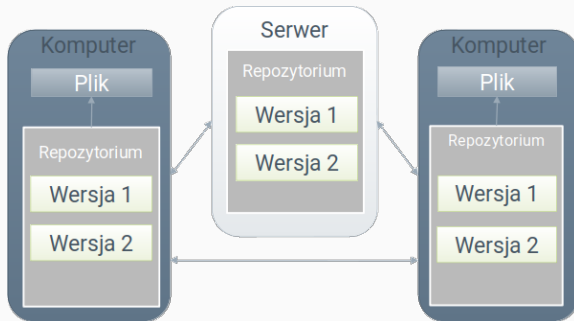 Komputer
Plik
Repozytorium
Wersja 1
Wersja 2
Serwer
Repozytorium
Wersja 1
Wersja 2
Komputer
Plik
Repozytorium
Wersja 1
Wersja 2